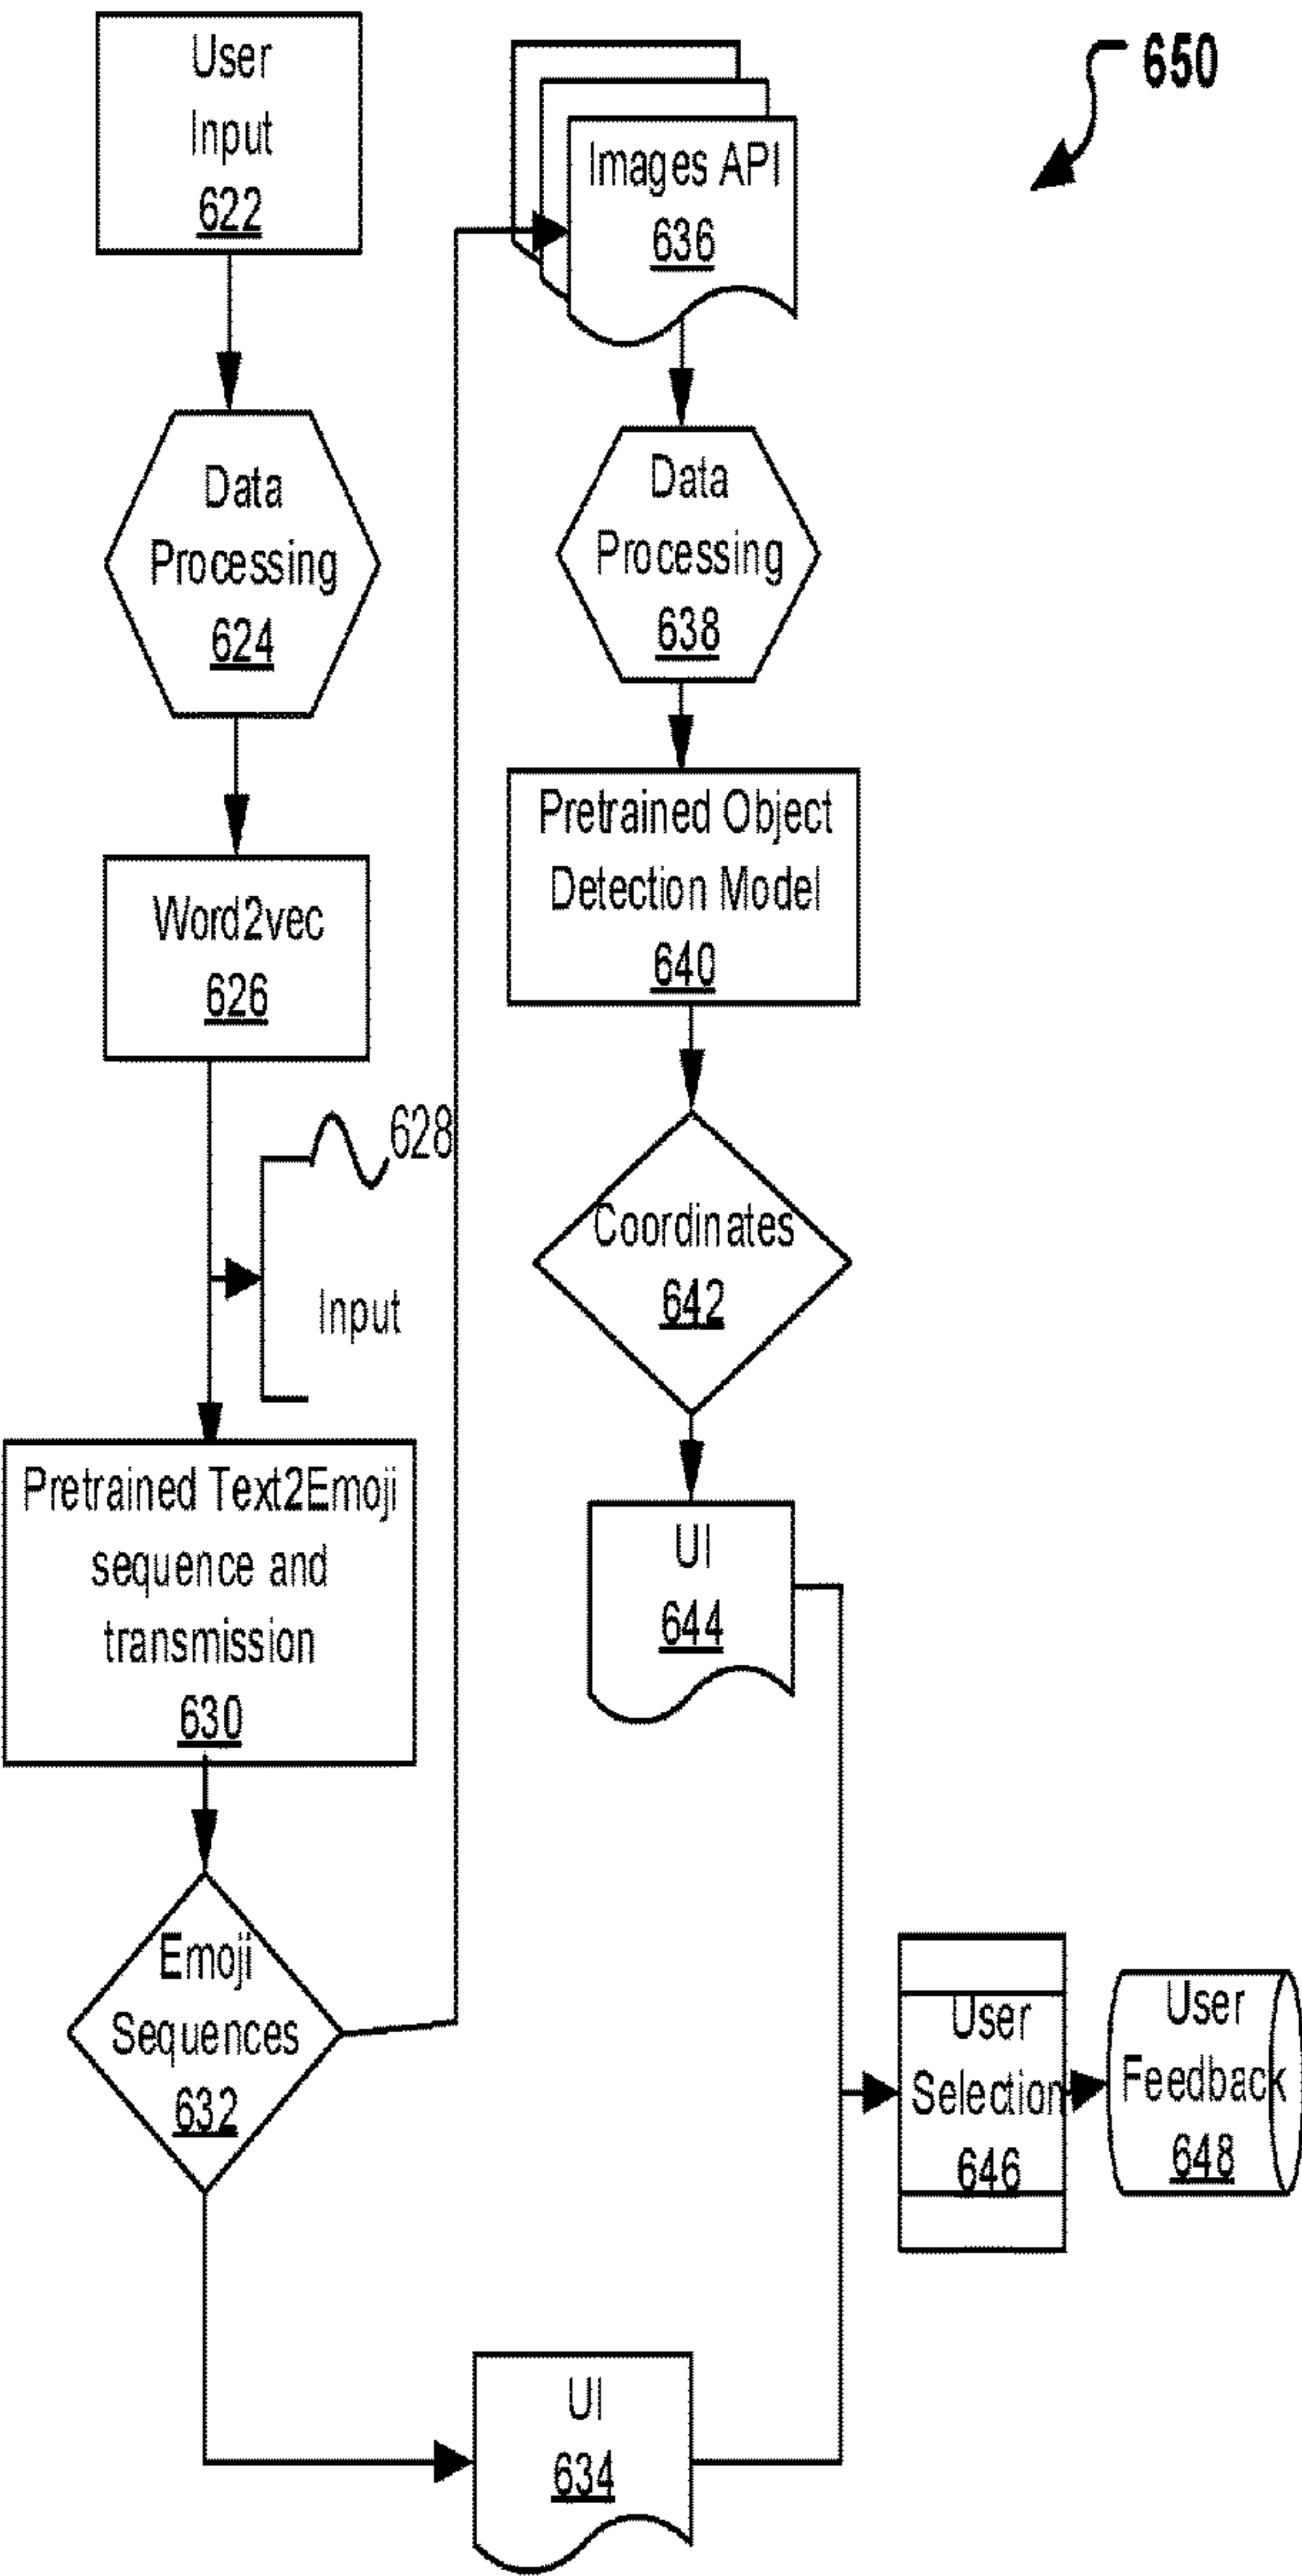 User
Input
622
Data
Processing
624
Word2vec
626
628
Input
Pretrained Text2Emoji
sequence and
transmission
630
Emoji
Sequences
632
UI
634
Images API
636
Data
Processing
638
Pretrained Object
Detection Model
640
Coordinates
642
UI
644
User
Selection
646
User
Feedback
648
650